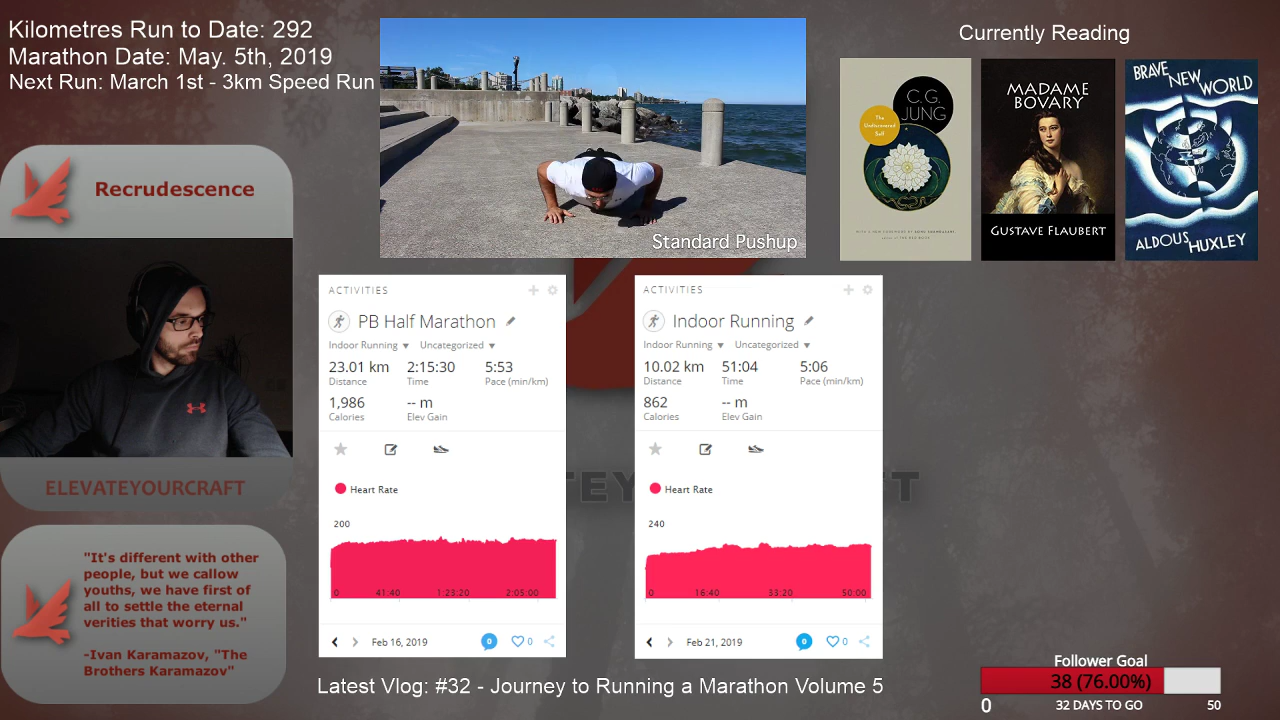 Kilometres Run to Date: 292
Marathon Date: May. 5th, 2019
Next Run: March 1st - 3km Speed Run
Recrudescence
ELEVATEYOURCRAFT
"It's different with other
people, but we callow
youths, we have first of
all to settle the eternal
verities that worry us."
-Ivan Karamazov, "The
Brothers Karamazov"
Standard Pushup
Currently Reading
C.G.
JUNG
The
Undiscovered
Self
MADAME
BOVARY
GUSTAVE FLAUBERT
BRAVE NEW WORLD
ALDOUS HUXLEY
ACTIVITIES
PB Half Marathon
Indoor Running Uncategorized
23.01 km 2:15:30 5:53
Distance Time Pace (min/km)
1,986 -- m
Calories Elev Gain
Heart Rate
200
0 41:40 1:23:20 2:05:00
Feb 16, 2019 0 0
ACTIVITIES
Indoor Running
Indoor Running Uncategorized
10.02 km 51:04 5:06
Distance Time Pace (min/km)
862 -- m
Calories Elev Gain
Heart Rate
240
0 16:40 33:20 50:00
Feb 21, 2019 0 0
Latest Vlog: #32 - Journey to Running a Marathon Volume 5
Follower Goal
38 (76.00%)
0 32 DAYS TO GO 50